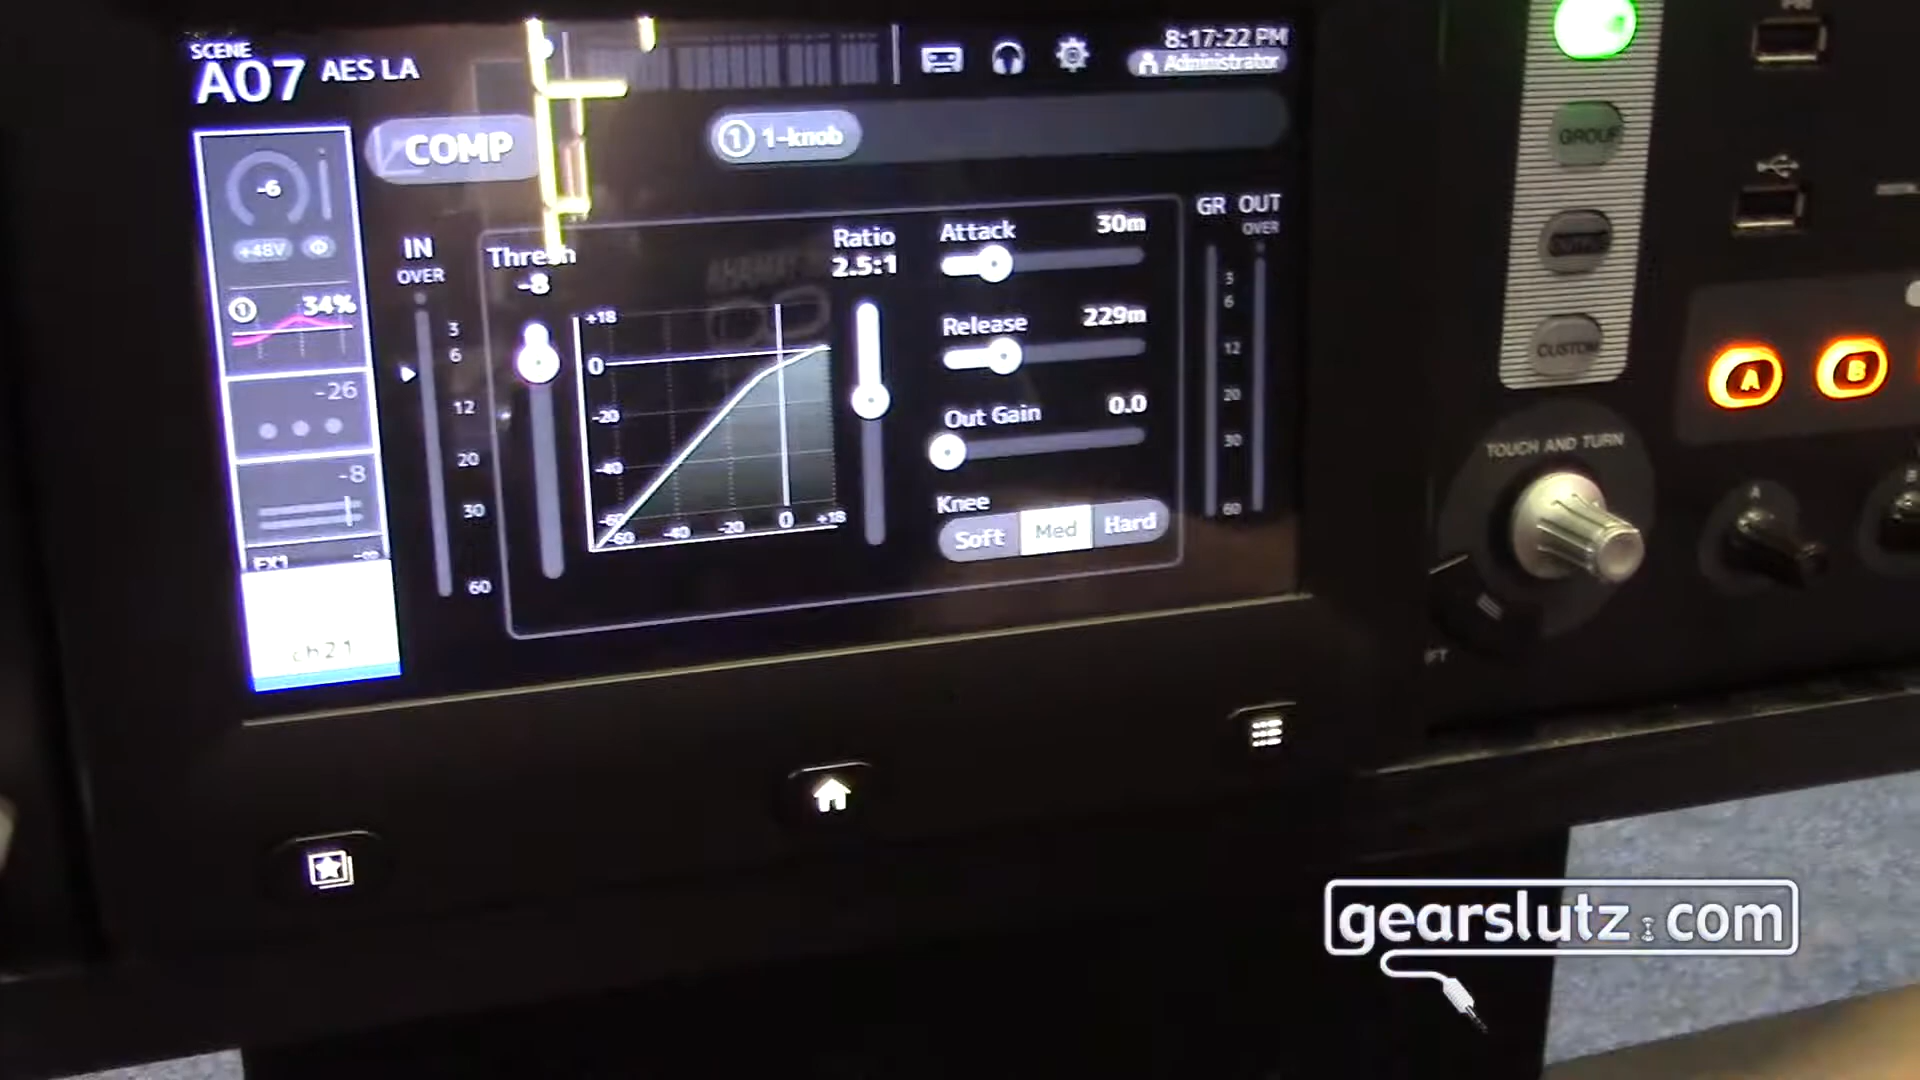 SCENE
A07 AES LA
8:17:22 PM
Administrator
COMP
1 1-knob
-6
+48V
1 34%
-26
-8
FX1 -∞
ch21
IN
OVER
3
6
12
20
30
60
Thresh
-8
+18
0
-20
-40
-60
-60 -40 -20 0 +18
Ratio
2.5:1
Attack 30m
Release 229m
Out Gain 0.0
Knee
Soft Med Hard
GR OUT
OVER
3
6
12
20
30
60
GROUP
CUSTOM
A B
TOUCH AND TURN
A
B
gearslutz.com